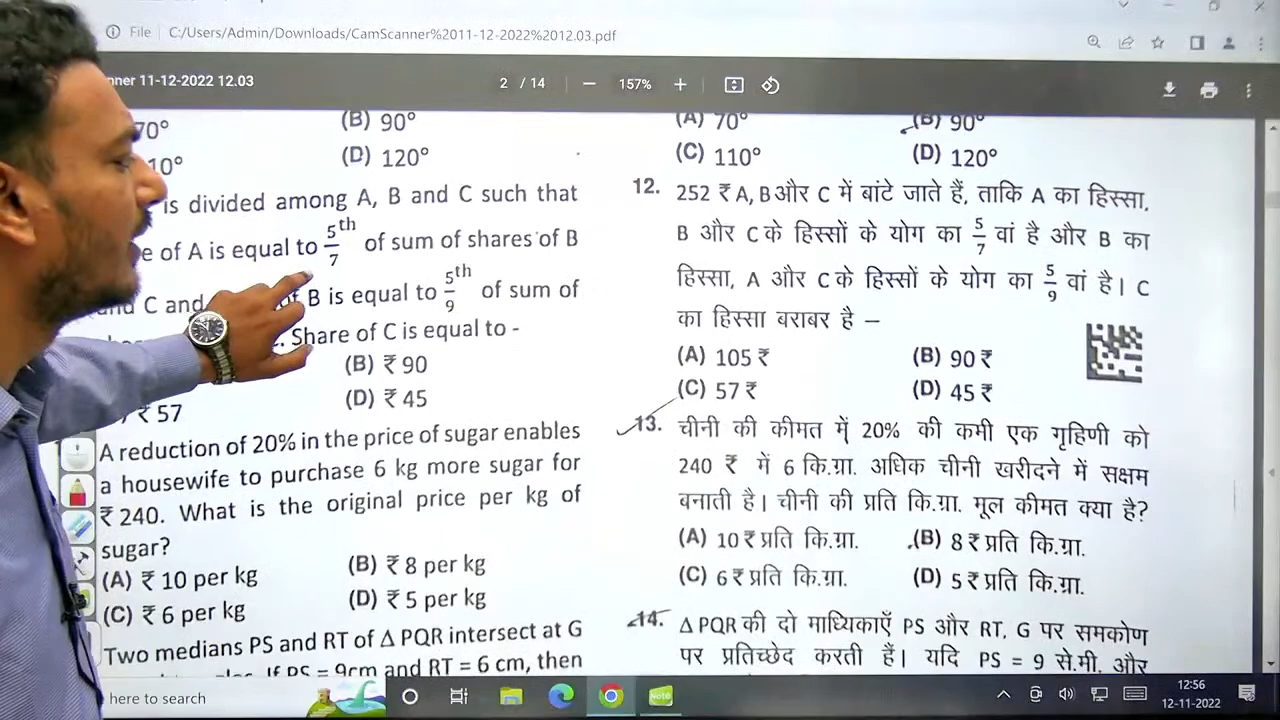 File
C:/Users/Admin/Downloads/CamScanner%2011-12-2022%2012.03.pdf
nner 11-12-2022 12.03
2 / 14
157%
70°
(B) 90°
10°
(D) 120°
is divided among A, B and C such that
e of A is equal to 5/7 th of sum of shares of B
and C and of B is equal to 5/9 th of sum of
Share of C is equal to -
(B) ₹ 90
₹ 57
(D) ₹ 45
A reduction of 20% in the price of sugar enables
a housewife to purchase 6 kg more sugar for
₹ 240. What is the original price per kg of
sugar?
(A) ₹ 10 per kg
(B) ₹ 8 per kg
(C) ₹ 6 per kg
(D) ₹ 5 per kg
Two medians PS and RT of Δ PQR intersect at G
If PS = 9cm and RT = 6 cm, then
(A) 70°
(B) 90°
(C) 110°
(D) 120°
12. 252 ₹ A, B और C में बांटे जाते हैं, ताकि A का हिस्सा,
B और C के हिस्सों के योग का 5/7 वां है और B का
हिस्सा, A और C के हिस्सों के योग का 5/9 वां है। C
का हिस्सा बराबर है –
(A) 105 ₹
(B) 90 ₹
(C) 57 ₹
(D) 45 ₹
13. चीनी की कीमत में 20% की कमी एक गृहिणी को
240 ₹ में 6 कि.ग्रा. अधिक चीनी खरीदने में सक्षम
बनाती है। चीनी की प्रति कि.ग्रा. मूल कीमत क्या है?
(A) 10 ₹ प्रति कि.ग्रा.
(B) 8 ₹ प्रति कि.ग्रा.
(C) 6 ₹ प्रति कि.ग्रा.
(D) 5 ₹ प्रति कि.ग्रा.
14. Δ PQR की दो माध्यिकाएँ PS और RT, G पर समकोण
पर प्रतिच्छेद करती हैं। यदि PS = 9 से.मी. और
here to search
Note
12:56
12-11-2022